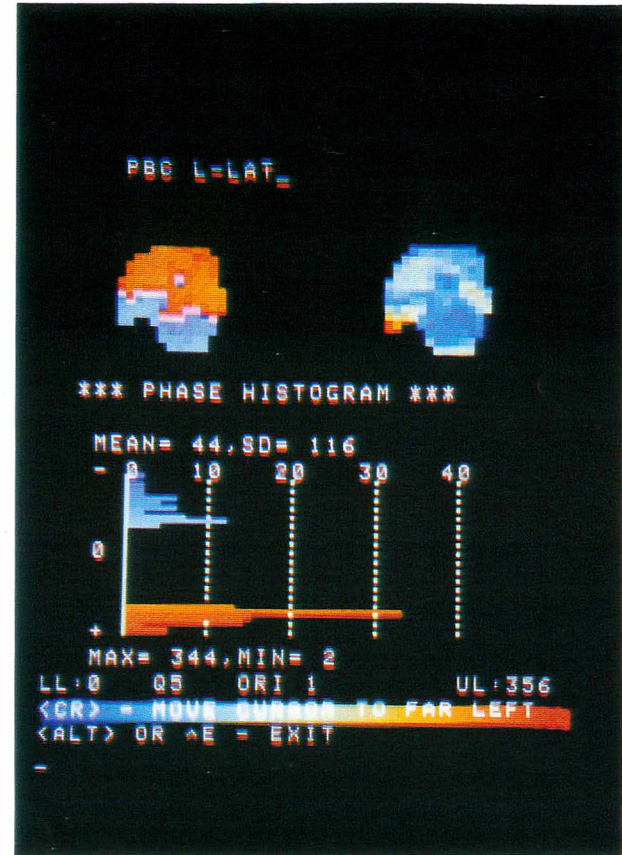 PBC L=LAT_
*** PHASE HISTOGRAM ***
MEAN= 44,SD= 116
- 0 10 20 30 40
0
+
MAX= 344,MIN= 2
LL:0 Q5 ORI 1 UL:356
<CR> = MOVE CURSOR TO FAR LEFT
<ALT> OR ^E = EXIT
_